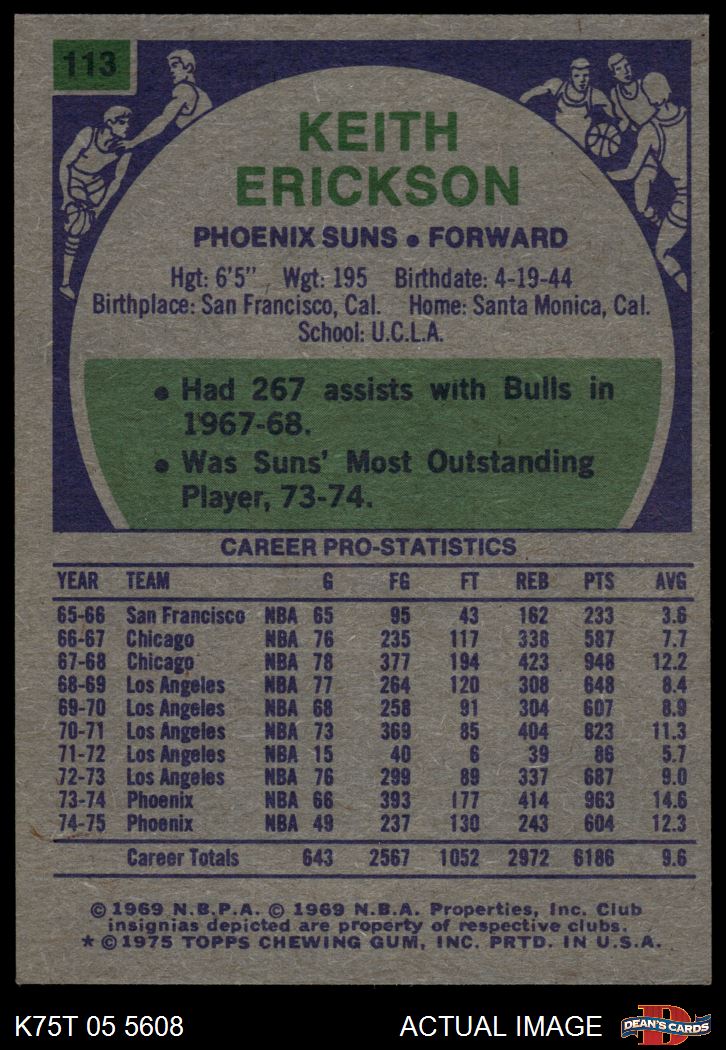 113
KEITH
ERICKSON
PHOENIX SUNS • FORWARD
Hgt: 6'5" Wgt: 195 Birthdate: 4-19-44
Birthplace: San Francisco, Cal. Home: Santa Monica, Cal.
School: U.C.L.A.
• Had 267 assists with Bulls in
1967-68.
• Was Suns' Most Outstanding
Player, 73-74.
CAREER PRO-STATISTICS
YEAR TEAM G FG FT REB PTS AVG
65-66 San Francisco NBA 65 95 43 162 233 3.6
66-67 Chicago NBA 76 235 117 338 587 7.7
67-68 Chicago NBA 78 377 194 423 948 12.2
68-69 Los Angeles NBA 77 264 120 308 648 8.4
69-70 Los Angeles NBA 68 258 91 304 607 8.9
70-71 Los Angeles NBA 73 369 85 404 823 11.3
71-72 Los Angeles NBA 15 40 6 39 86 5.7
72-73 Los Angeles NBA 76 299 89 337 687 9.0
73-74 Phoenix NBA 66 393 177 414 963 14.6
74-75 Phoenix NBA 49 237 130 243 604 12.3
Career Totals 643 2567 1052 2972 6186 9.6
© 1969 N.B.P.A. © 1969 N.B.A. Properties, Inc. Club
insignias depicted are property of respective clubs.
* © 1975 TOPPS CHEWING GUM, INC. PRTD. IN U.S.A.
K75T 05 5608 ACTUAL IMAGE
D
DEAN'S CARDS